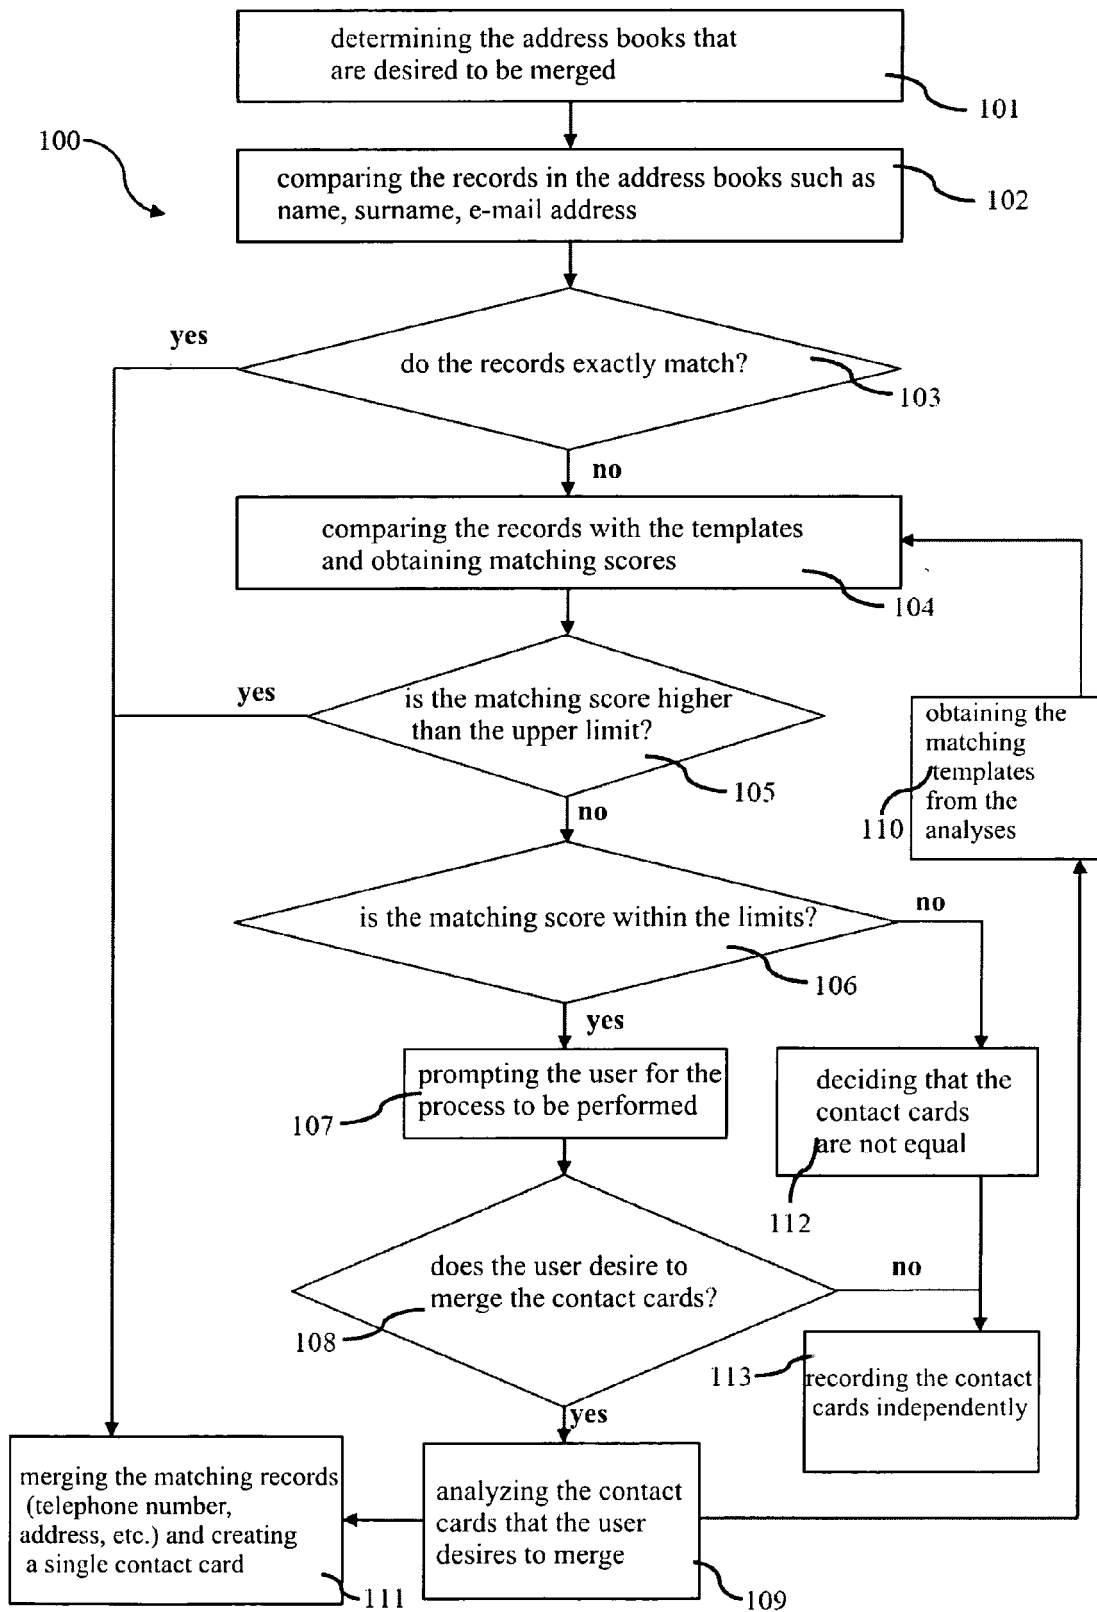 determining the address books that
are desired to be merged
101
100
comparing the records in the address books such as
name, surname, e-mail address
102
yes
do the records exactly match?
103
no
comparing the records with the templates
and obtaining matching scores
104
yes
is the matching score higher
than the upper limit?
105
obtaining the
matching
templates
from the
analyses
110
no
is the matching score within the limits?
no
106
yes
prompting the user for the
process to be performed
107
deciding that the
contact cards
are not equal
112
does the user desire to
merge the contact cards?
no
108
113
recording the contact
cards independently
yes
merging the matching records
(telephone number,
address, etc.) and creating
a single contact card
111
analyzing the contact
cards that the user
desires to merge
109